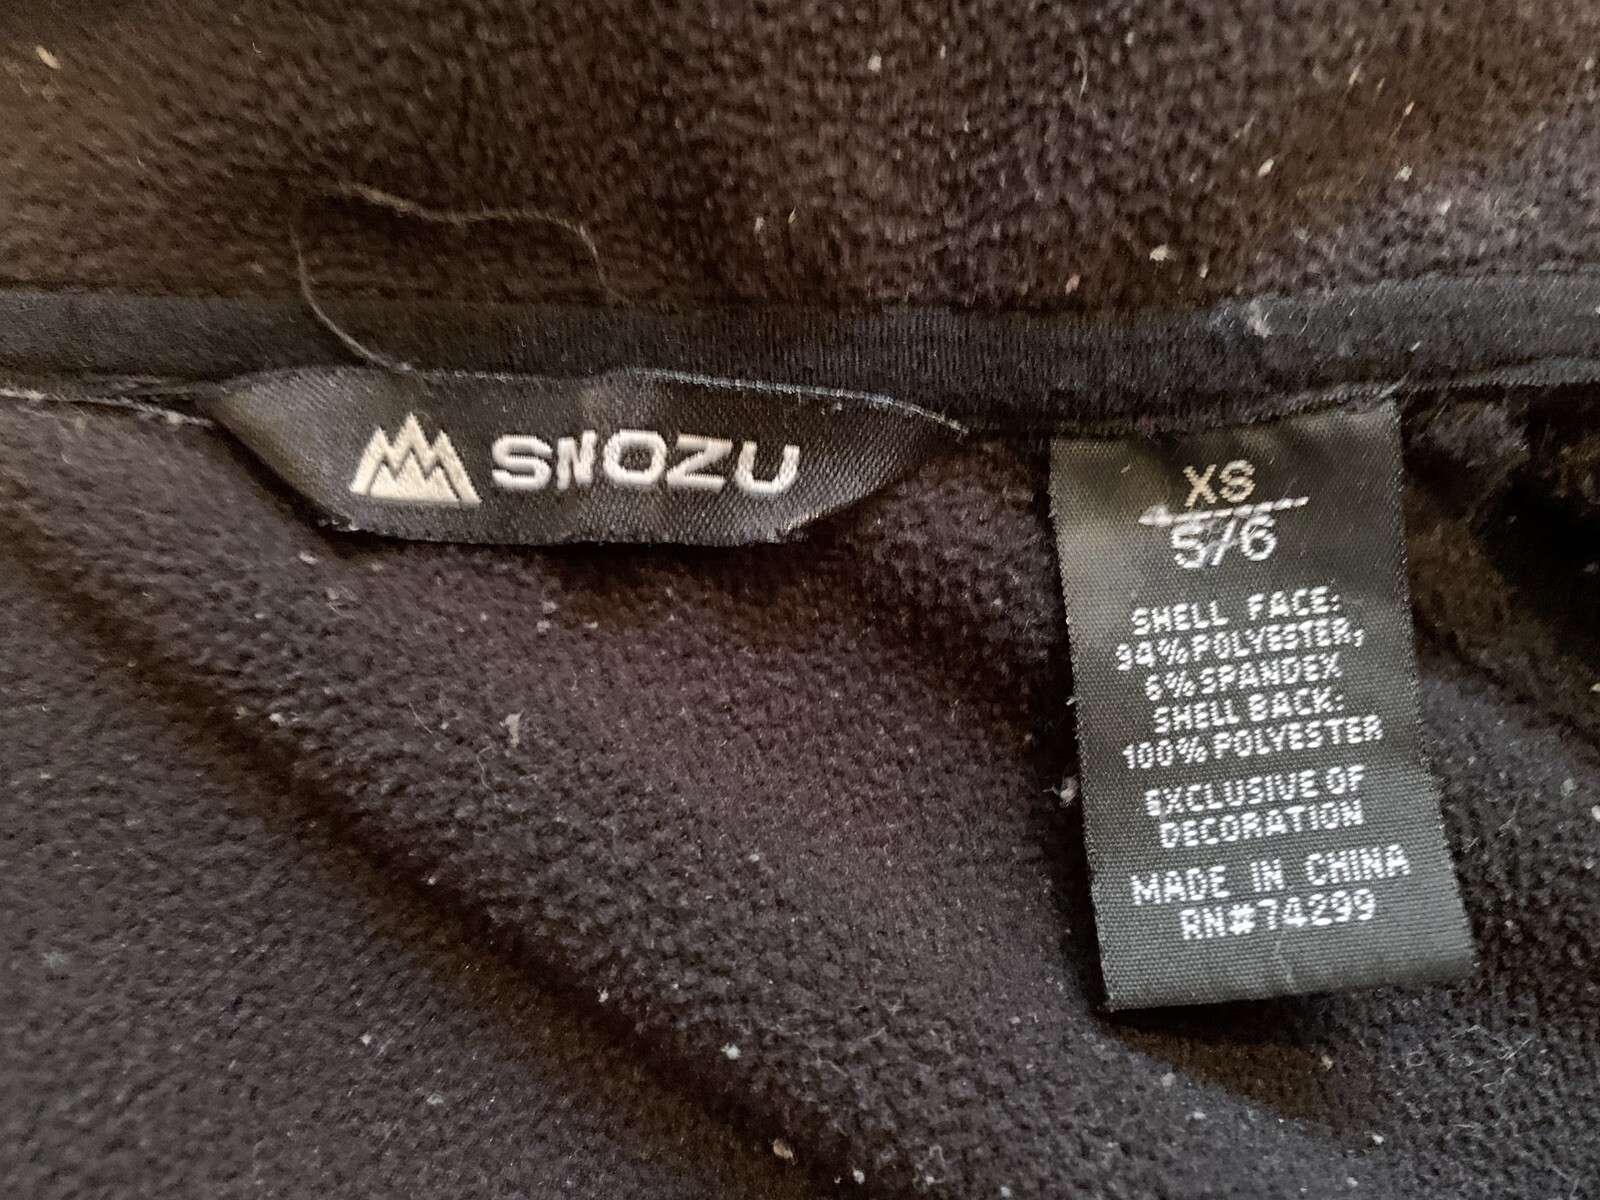 SNOZU
XS
5/6
SHELL FACE:
94%POLYESTER,
6%SPANDEX
SHELL BACK:
100%POLYESTER
EXCLUSIVE OF
DECORATION
MADE IN CHINA
RN#74299